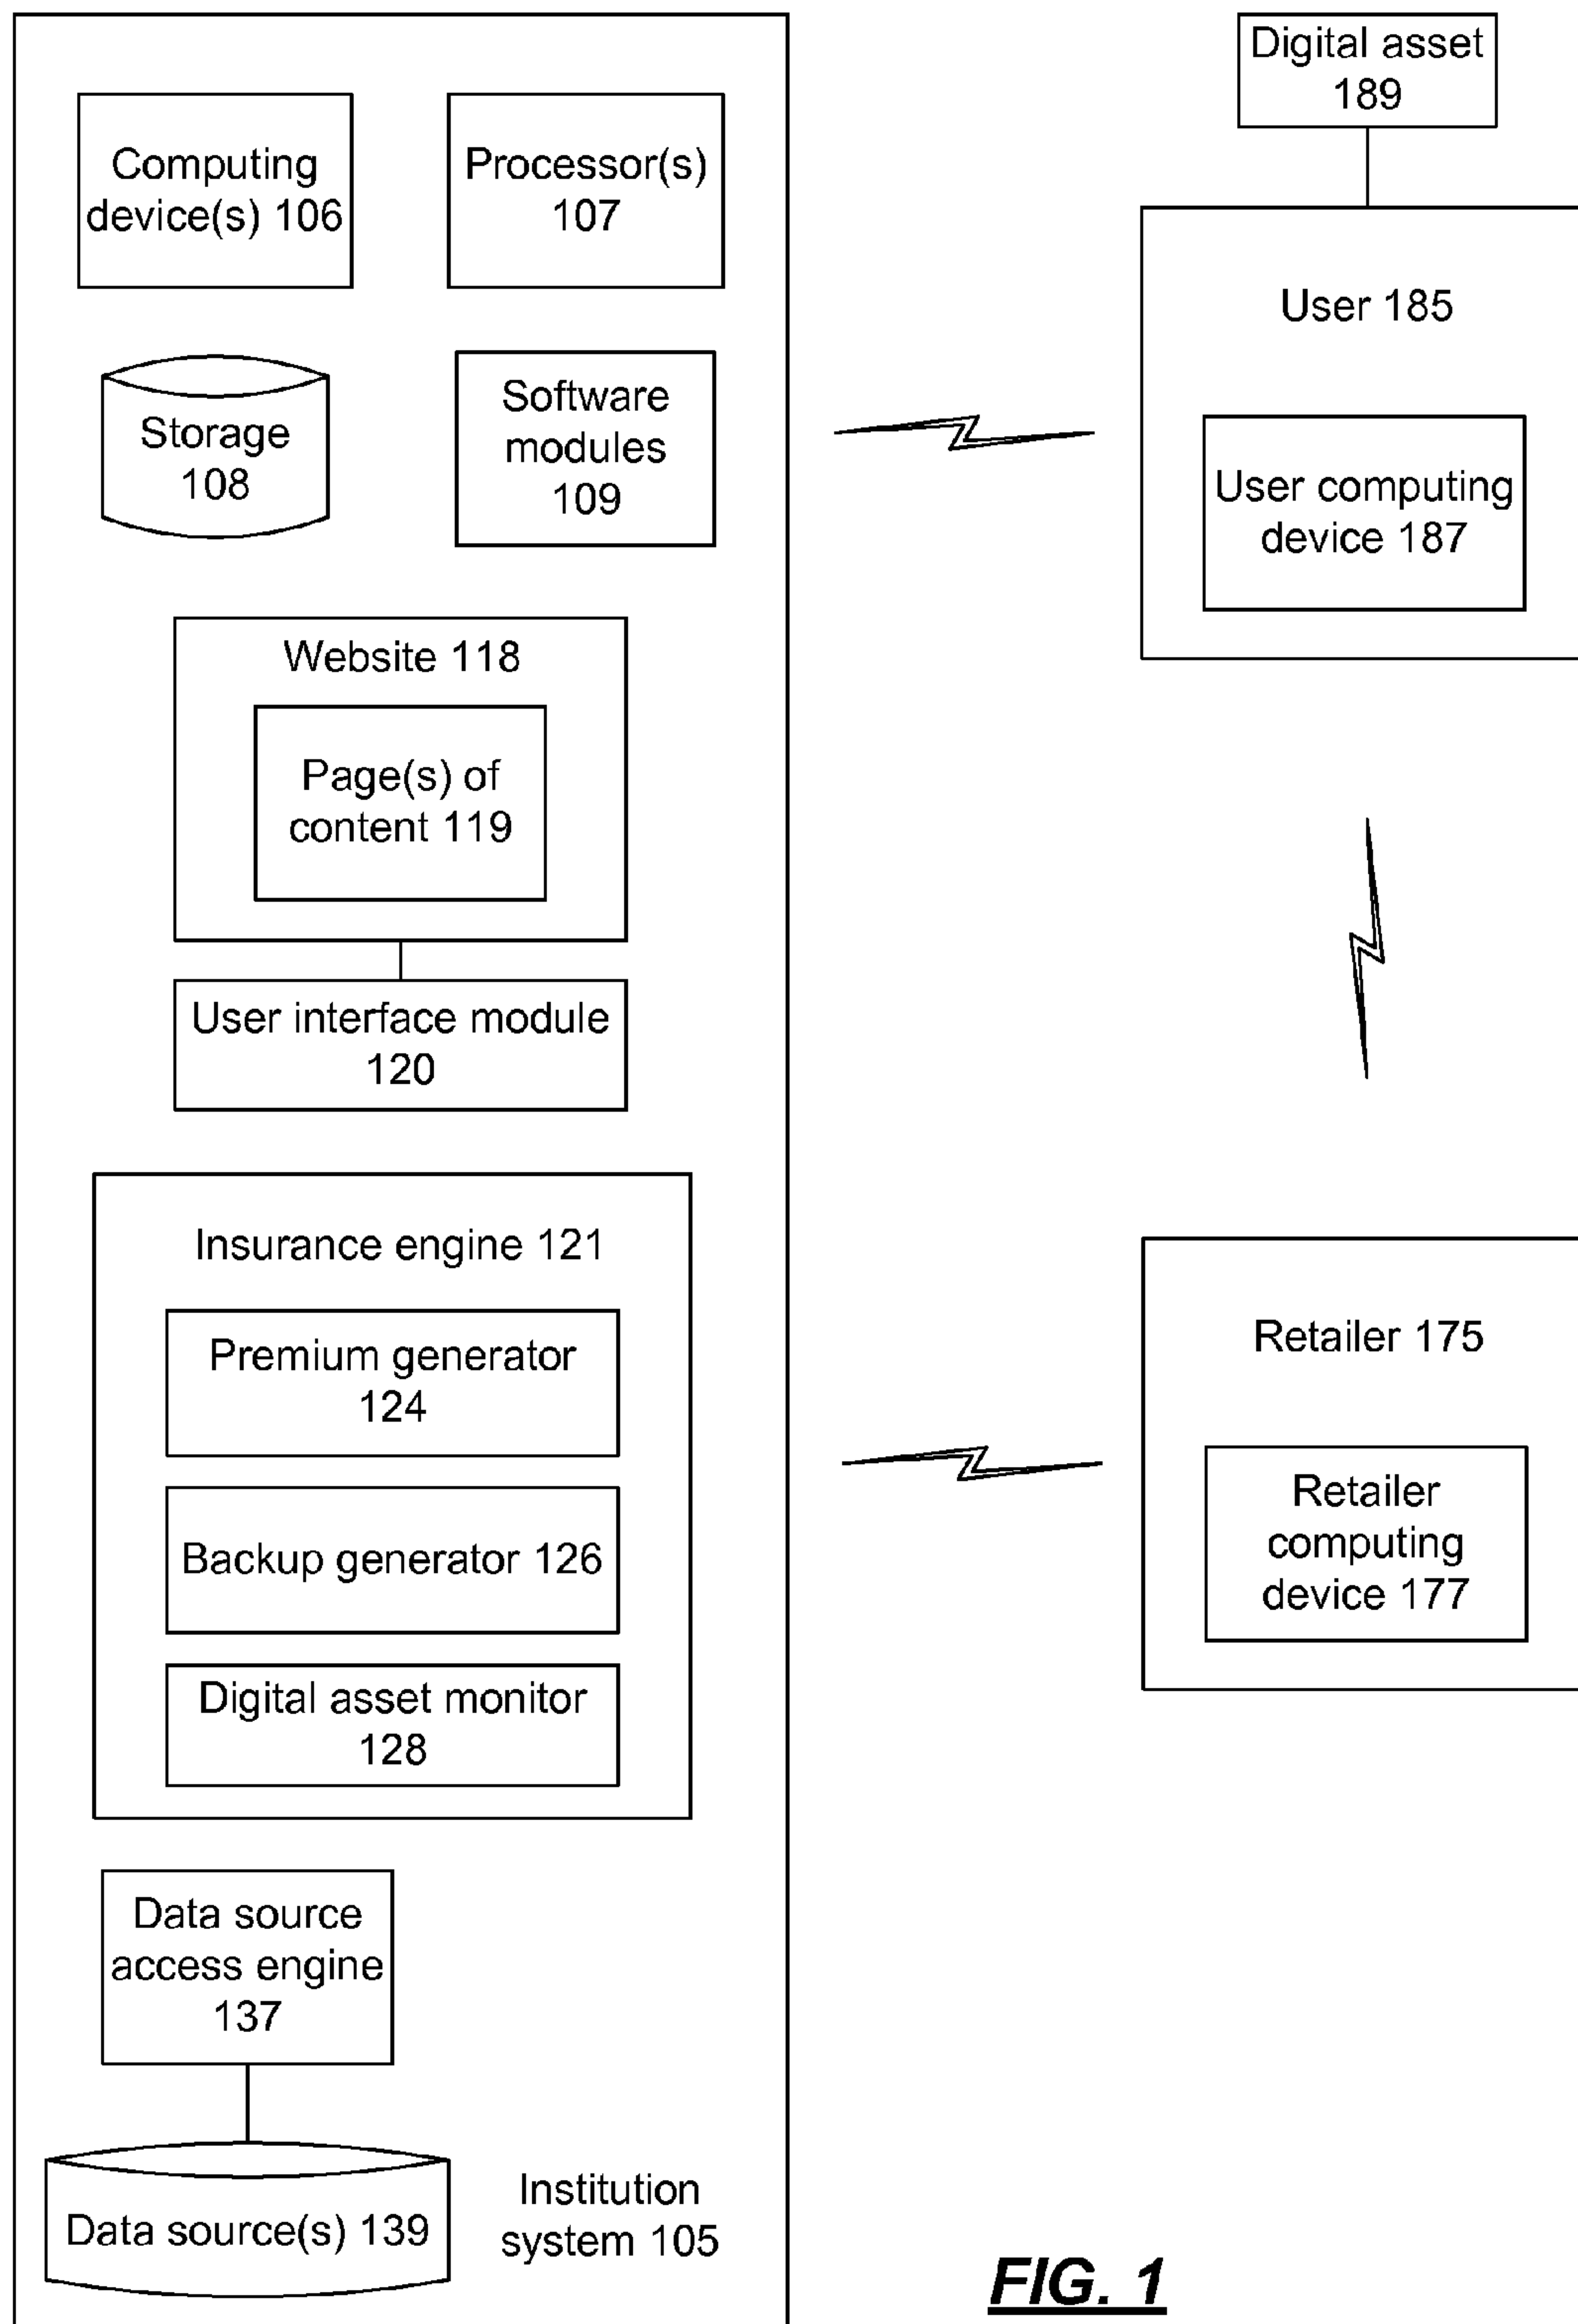 Computing
device(s) 106
Processor(s)
107
Storage
108
Software
modules
109
Website 118
Page(s) of
content 119
User interface module
120
Insurance engine 121
Premium generator
124
Backup generator 126
Digital asset monitor
128
Data source
access engine
137
Data source(s) 139
Institution
system 105
Digital asset
189
User 185
User computing
device 187
Retailer 175
Retailer
computing
device 177
FIG. 1